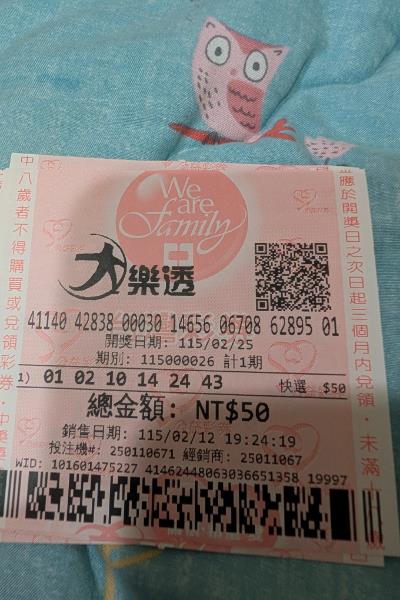 We
are
Family
大樂透
41140 42838 00030 14656 06708 62895 01
開獎日期: 115/02/25
期別: 115000026 計1期
1) 01 02 10 14 24 43 快選 $50
總金額: NT$50
銷售日期: 115/02/12 19:24:19
投注機#: 250110671 經銷商: 25011067
WID: 101601475227 41462448063036651358 19997
中八歲者不得購買或兌領彩券
應於開獎日之次日起三個月內兌領・未滿